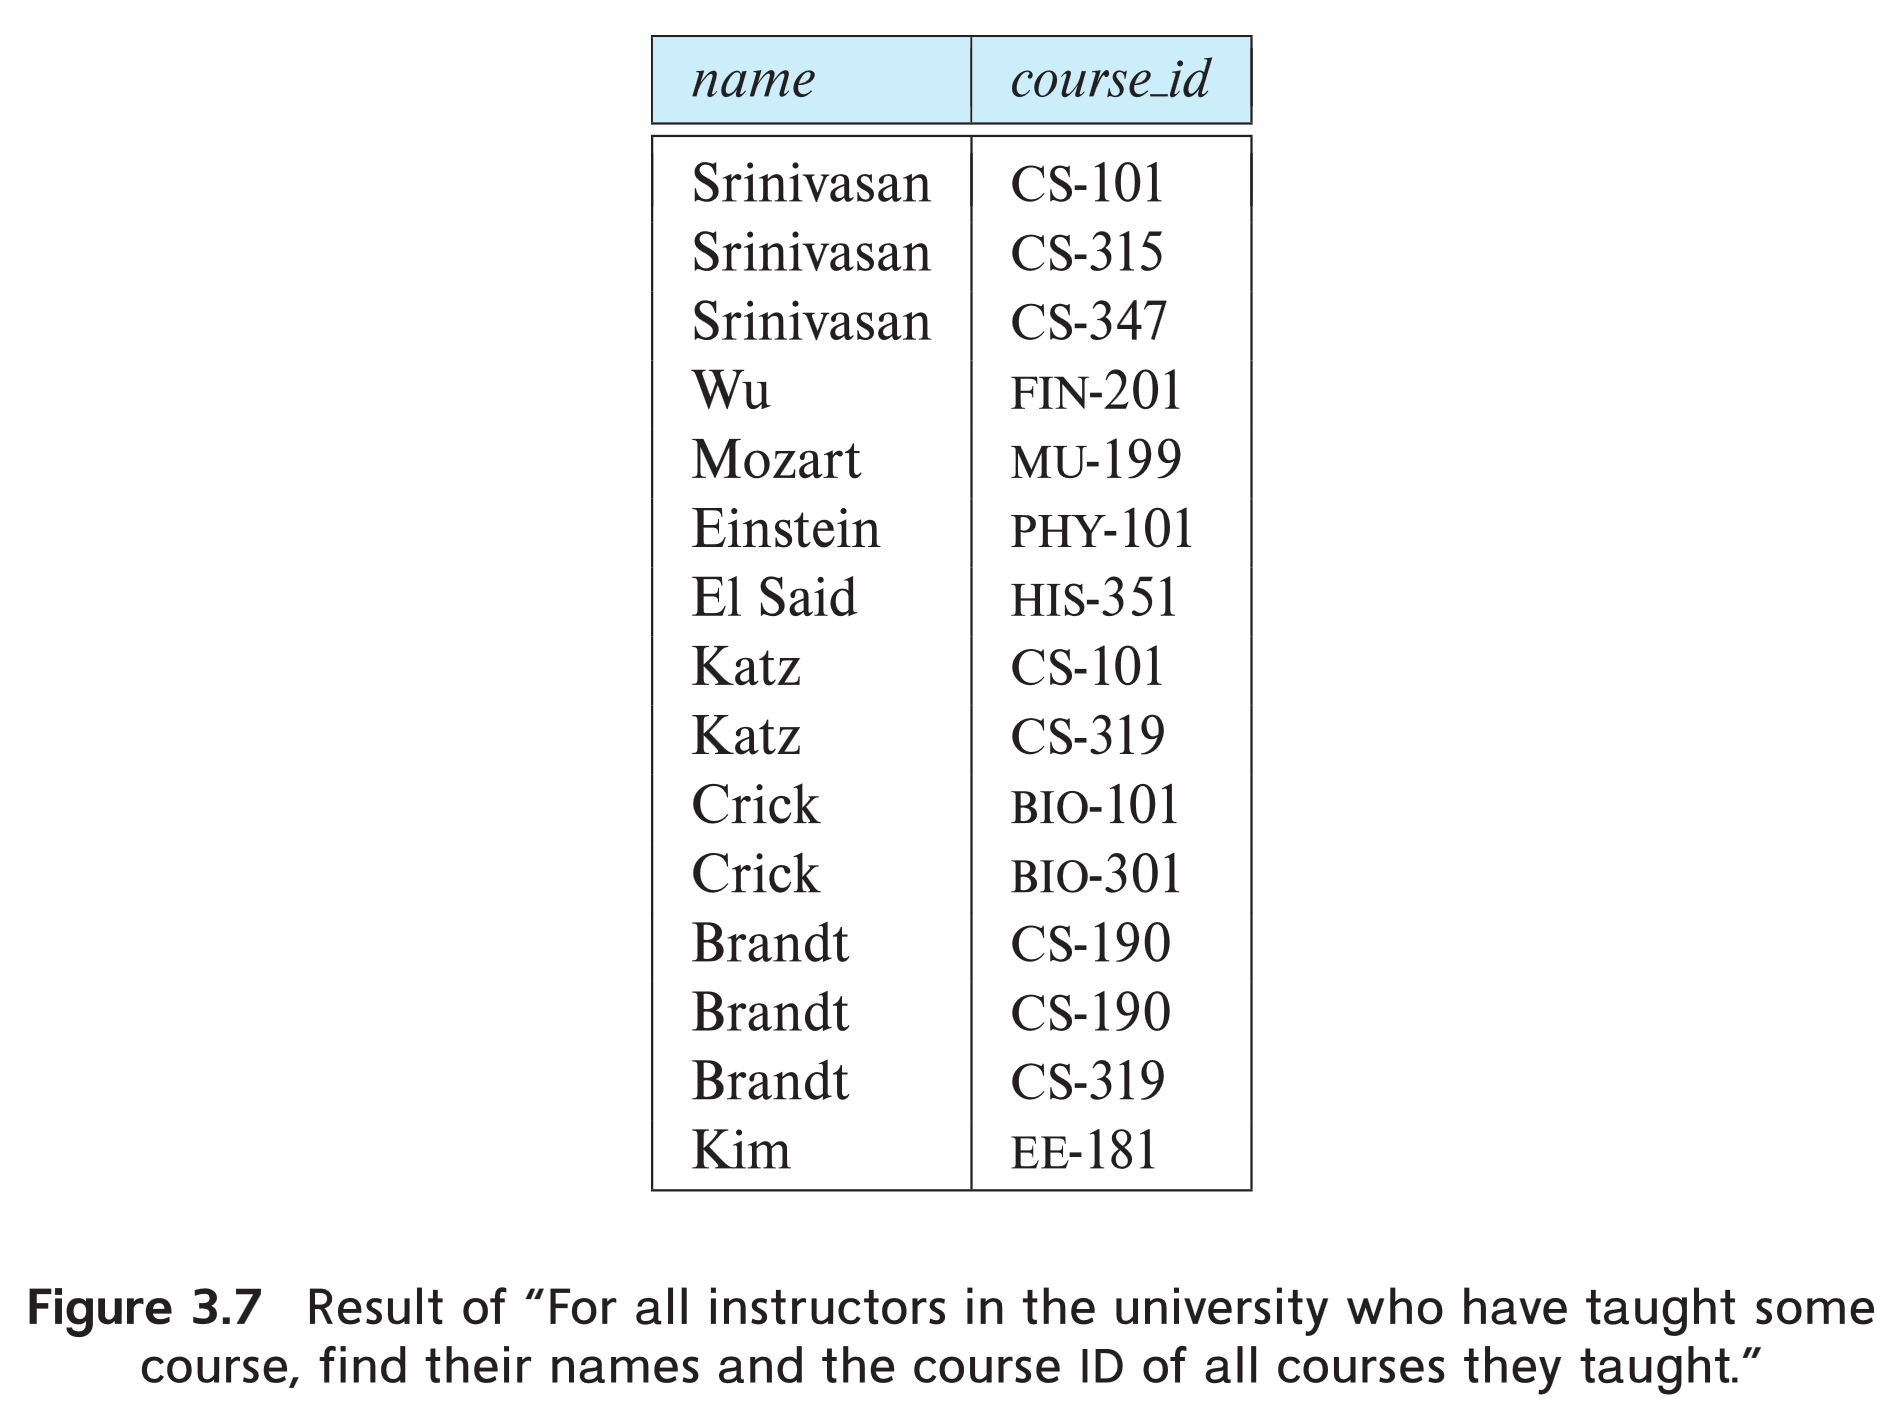 name course_id
Srinivasan CS-101
Srinivasan CS-315
Srinivasan CS-347
Wu FIN-201
Mozart MU-199
Einstein PHY-101
El Said HIS-351
Katz CS-101
Katz CS-319
Crick BIO-101
Crick BIO-301
Brandt CS-190
Brandt CS-190
Brandt CS-319
Kim EE-181
Figure 3.7 Result of “For all instructors in the university who have taught some
course, find their names and the course ID of all courses they taught.”